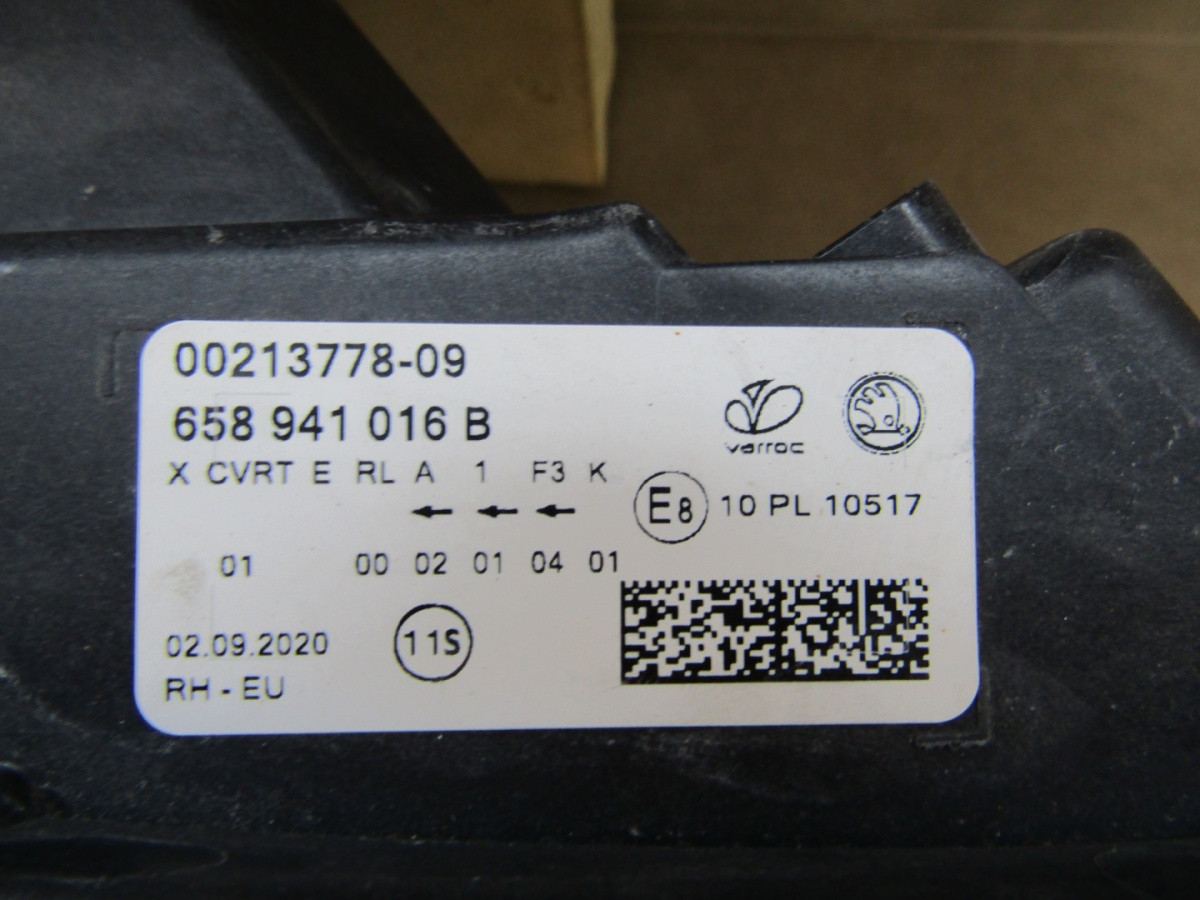 00213778-09
658 941 016 B
varroc
X CVRT E RL A 1 F3 K
E8 10 PL 10517
← ← ←
01 00 02 01 04 01
02.09.2020
11S
RH - EU